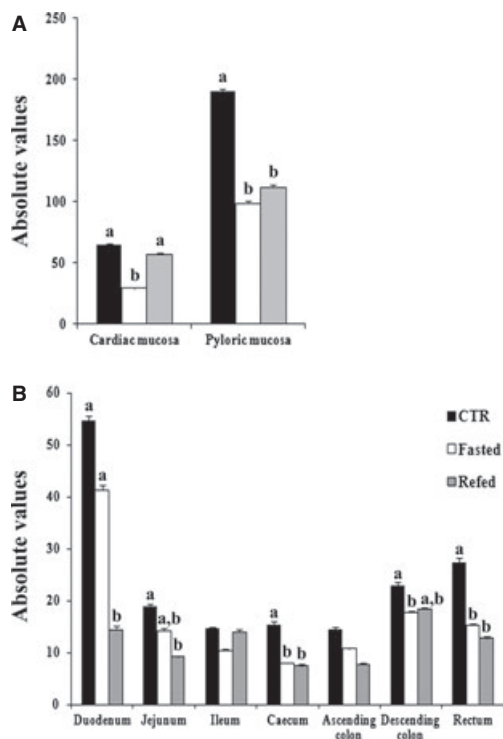 A
Absolute values
250
200
150
100
50
0
a
b
a
a
b
b
Cardiac mucosa Pyloric mucosa
B
Absolute values
60
50
40
30
20
10
0
a
a
b
a
a,b
b
a
b
b
a
b
a,b
a
b
b
CTR
Fasted
Refed
Duodenum Jejunum Ileum Caecum Ascending Descending Rectum
colon colon